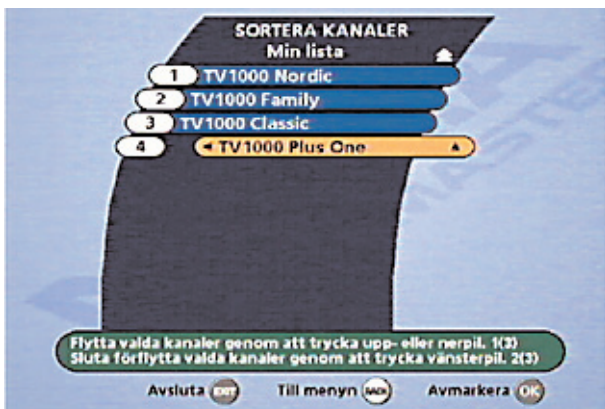 SORTERA KANALER
Min lista
1 TV1000 Nordic
2 TV1000 Family
3 TV1000 Classic
4 TV1000 Plus One
Flytta valda kanaler genom att trycka upp- eller nerpil. 1(3)
Sluta förflytta valda kanaler genom att trycka vänsterpil. 2(3)
Avsluta EXIT Till menyn BACK Avmarkera OK